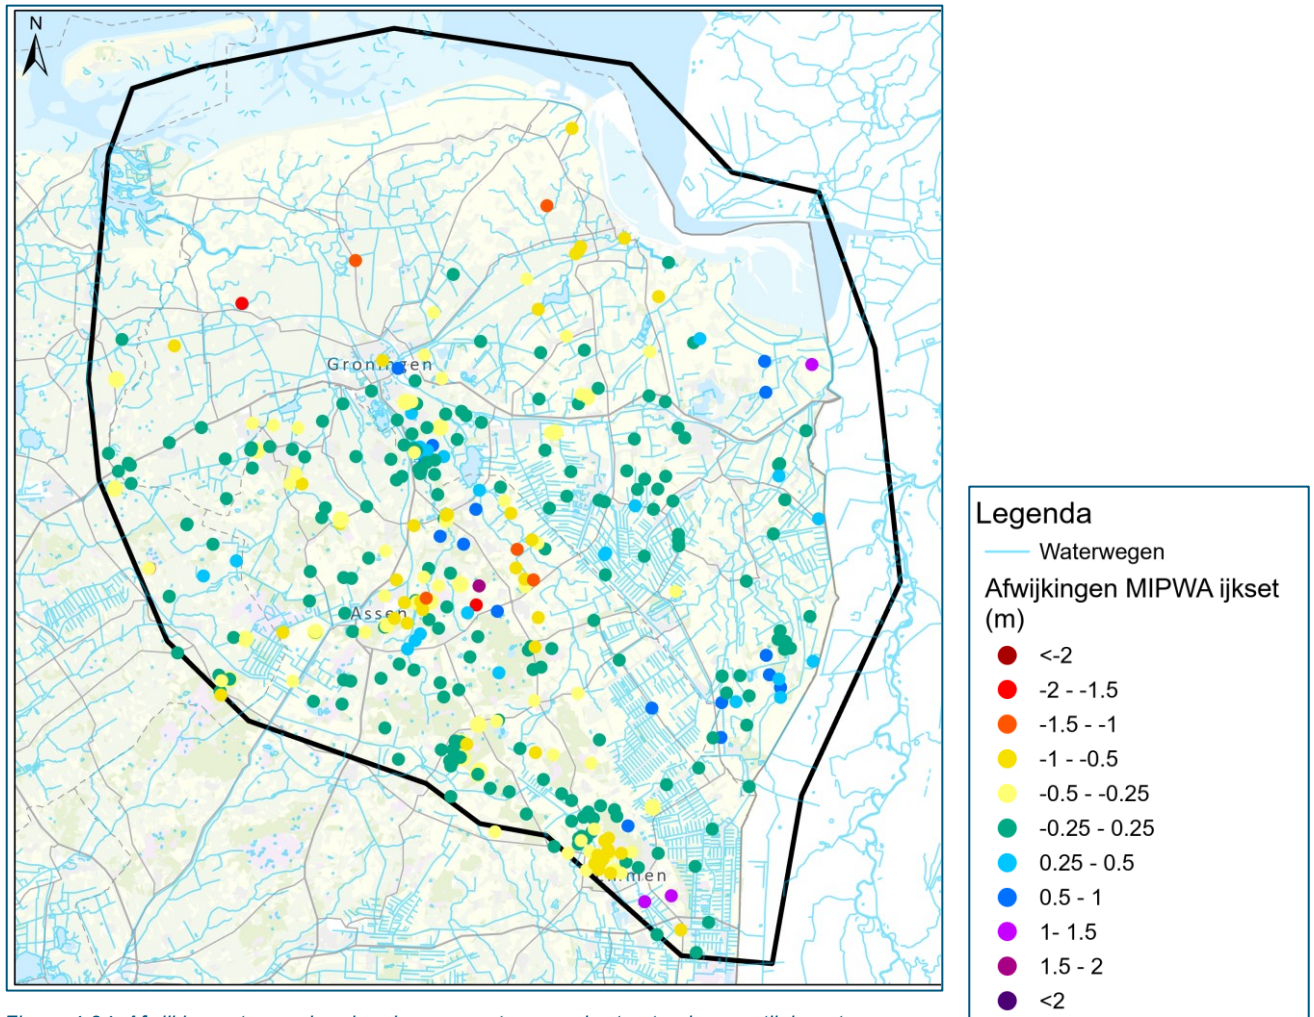 N
Groningen
Assen
Emmen
Legenda
Waterwegen
Afwijkingen MIPWA ijkset
(m)
<-2
-2 - -1.5
-1.5 - -1
-1 - -0.5
-0.5 - -0.25
-0.25 - 0.25
0.25 - 0.5
0.5 - 1
1- 1.5
1.5 - 2
<2